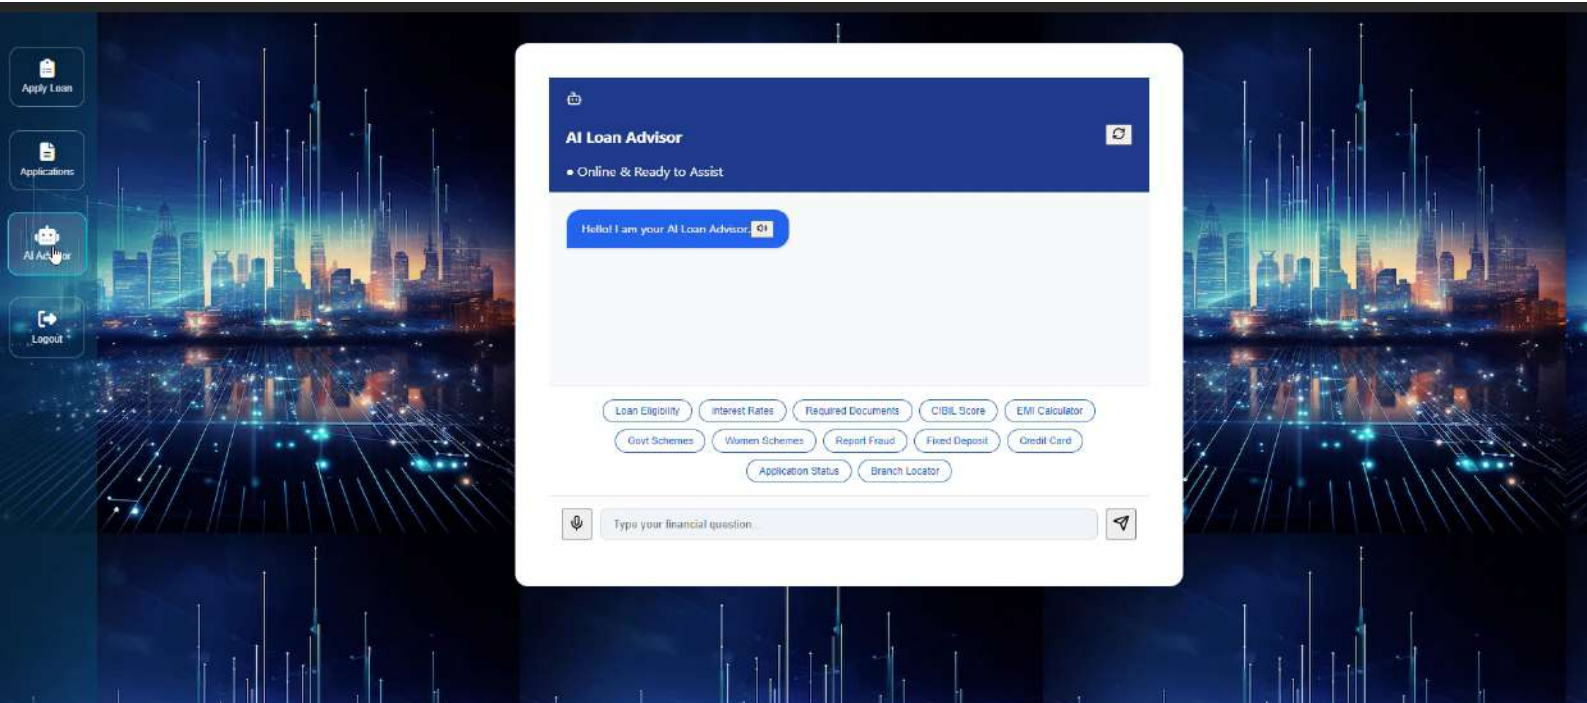 Apply Loan
Applications
AI Advisor
Logout
AI Loan Advisor
• Online & Ready to Assist
Hello! I am your AI Loan Advisor.
Loan Eligibility Interest Rates Required Documents CIBIL Score EMI Calculator
Govt Schemes Women Schemes Report Fraud Fixed Deposit Credit Card
Application Status Branch Locator
Type your financial question...